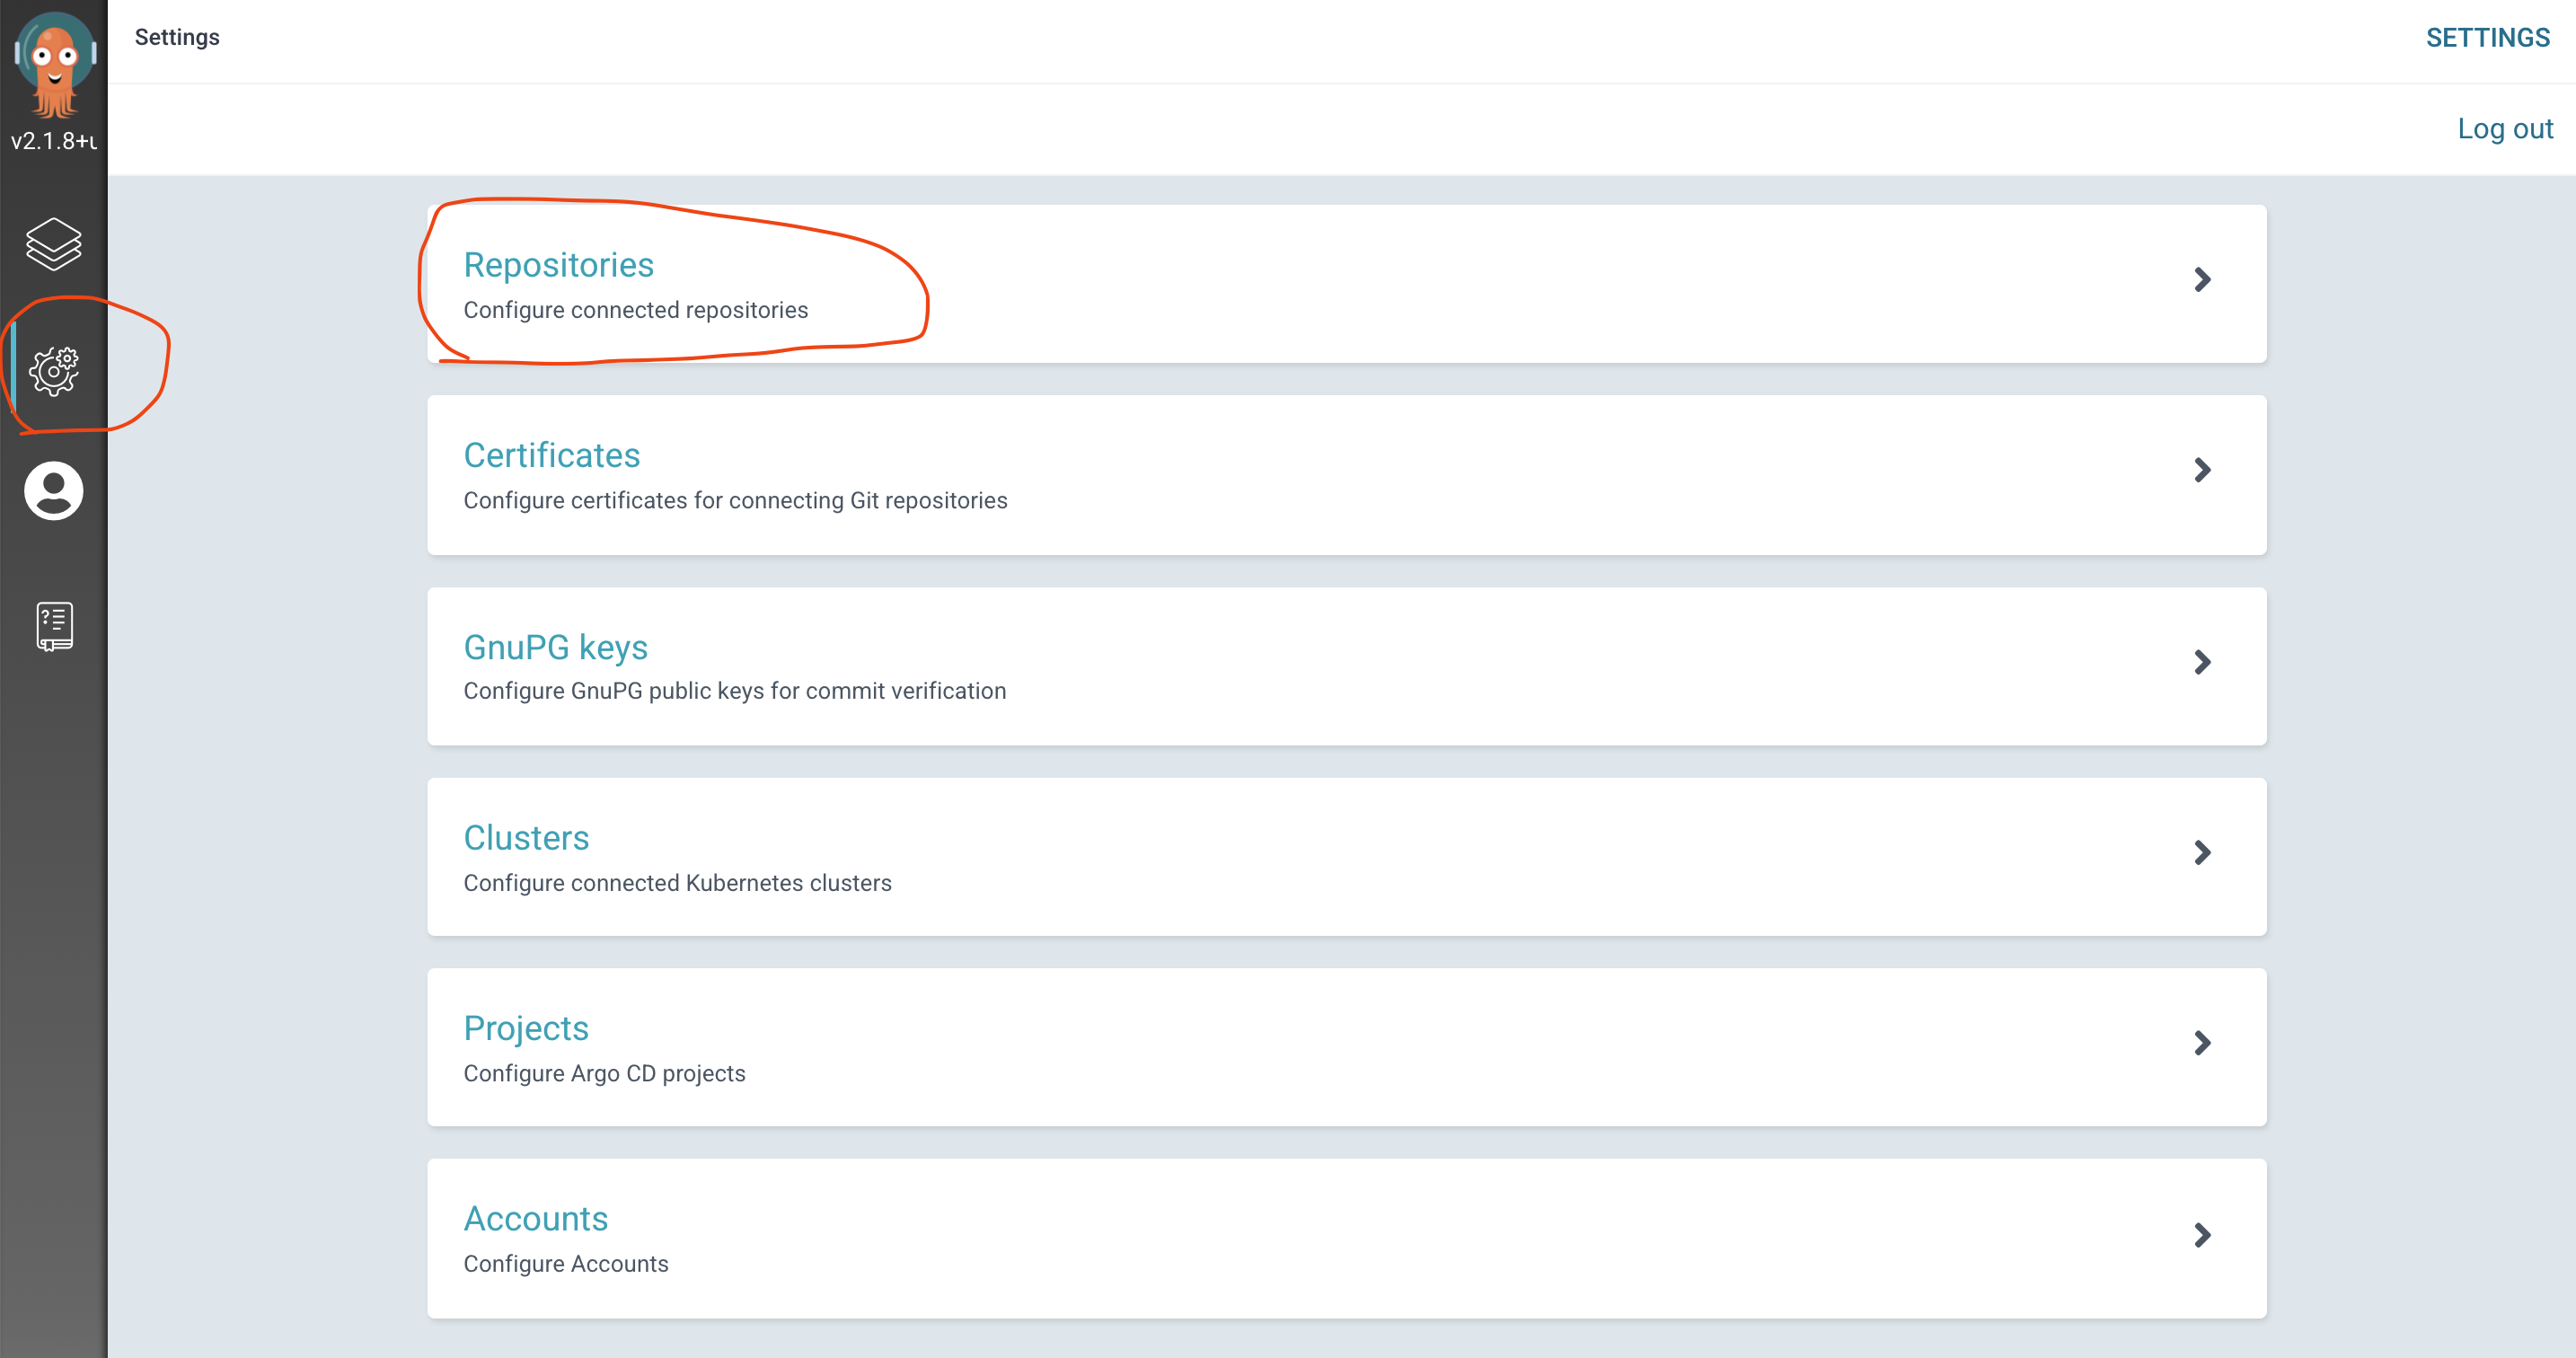 Settings
SETTINGS
v2.1.8+u
Log out
Repositories
Configure connected repositories
Certificates
Configure certificates for connecting Git repositories
GnuPG keys
Configure GnuPG public keys for commit verification
Clusters
Configure connected Kubernetes clusters
Projects
Configure Argo CD projects
Accounts
Configure Accounts